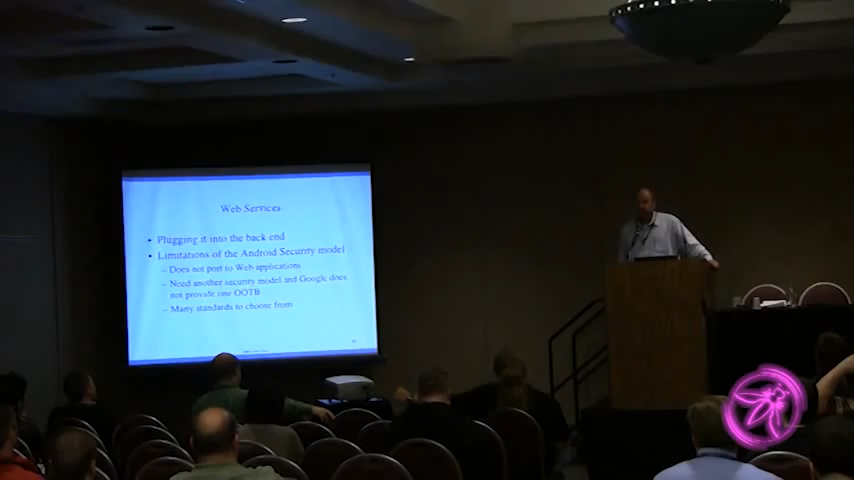 Web Services
• Plugging it into the back end
• Limitations of the Android Security model
– Does not port to Web applications
– Need another security model and Google does
not provide one OOTB
– Many standards to choose from